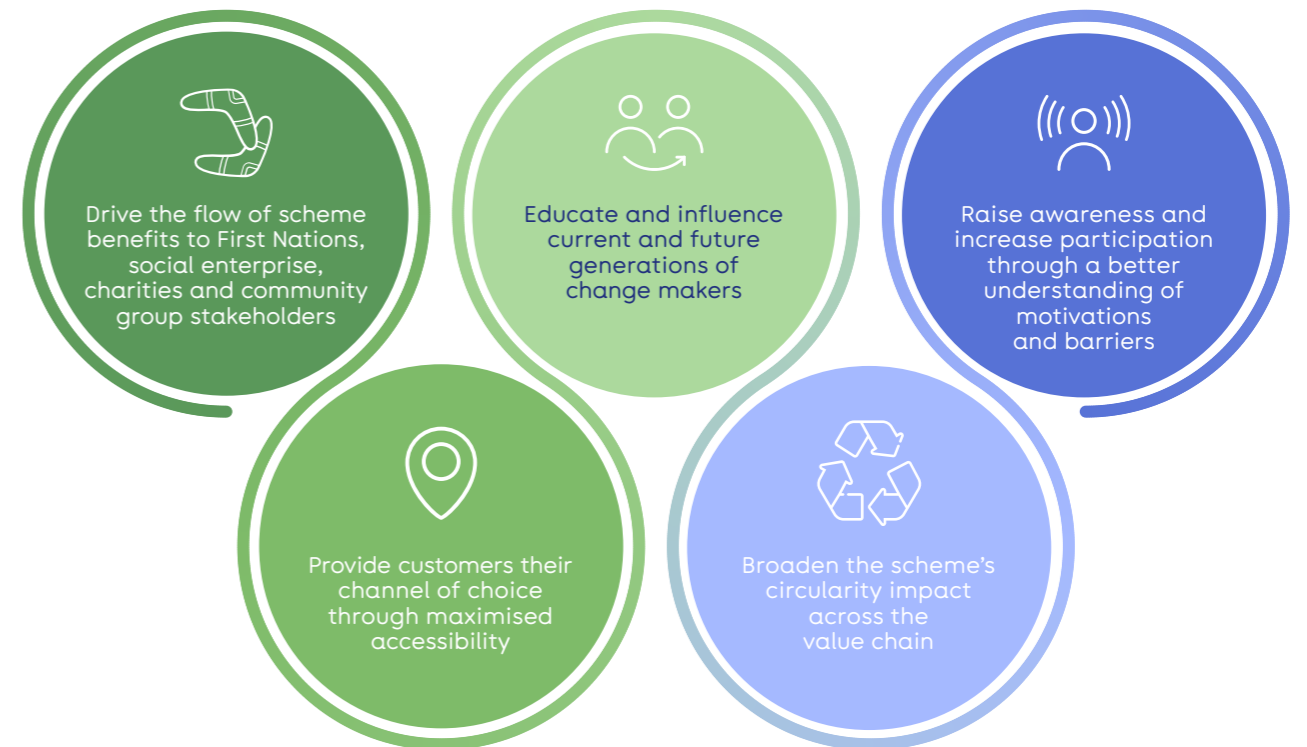 Drive the flow of scheme
benefits to First Nations,
social enterprise,
charities and community
group stakeholders
Provide customers their
channel of choice
through maximised
accessibility
Educate and influence
current and future
generations of
change makers
Broaden the scheme’s
circularity impact
across the
value chain
Raise awareness and
increase participation
through a better
understanding of
motivations
and barriers